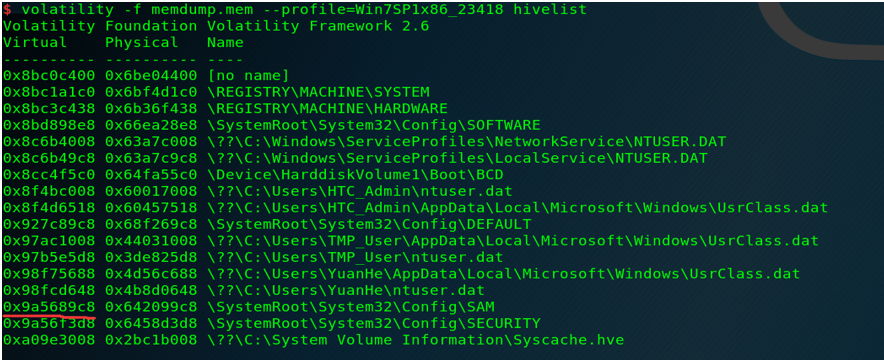 $ volatility -f memdump.mem --profile=Win7SP1x86_23418 hivelist
Volatility Foundation Volatility Framework 2.6
Virtual    Physical   Name
---------- ---------- ----
0x8bc0c400 0x6be04400 [no name]
0x8bc1a1c0 0x6bf4d1c0 \REGISTRY\MACHINE\SYSTEM
0x8bc3c438 0x6b36f438 \REGISTRY\MACHINE\HARDWARE
0x8bd898e8 0x66ea28e8 \SystemRoot\System32\Config\SOFTWARE
0x8c6b4008 0x63a7c008 \??\C:\Windows\ServiceProfiles\NetworkService\NTUSER.DAT
0x8c6b49c8 0x63a7c9c8 \??\C:\Windows\ServiceProfiles\LocalService\NTUSER.DAT
0x8cc4f5c0 0x64fa55c0 \Device\HarddiskVolume1\Boot\BCD
0x8f4bc008 0x60017008 \??\C:\Users\HTC_Admin\ntuser.dat
0x8f4d6518 0x60457518 \??\C:\Users\HTC_Admin\AppData\Local\Microsoft\Windows\UsrClass.dat
0x927c89c8 0x68f269c8 \SystemRoot\System32\Config\DEFAULT
0x97ac1008 0x44031008 \??\C:\Users\TMP_User\AppData\Local\Microsoft\Windows\UsrClass.dat
0x97b5e5d8 0x3de825d8 \??\C:\Users\TMP_User\ntuser.dat
0x98f75688 0x4d56c688 \??\C:\Users\YuanHe\AppData\Local\Microsoft\Windows\UsrClass.dat
0x98fcd648 0x4b8d0648 \??\C:\Users\YuanHe\ntuser.dat
0x9a5689c8 0x642099c8 \SystemRoot\System32\Config\SAM
0x9a56f3d8 0x6458d3d8 \SystemRoot\System32\Config\SECURITY
0xa09e3008 0x2bc1b008 \??\C:\System Volume Information\Syscache.hve